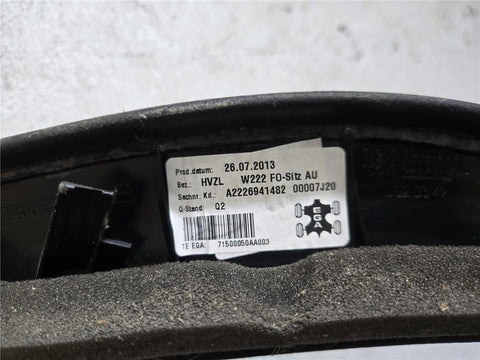 Prod.datum: 26.07.2013
Bez.: HVZL W222 FO-Sitz AU
Sachnr. Kd.: A2226941482 00007J20
Q-Stand: Q2
TE EGA: 71500050AA003
EGA